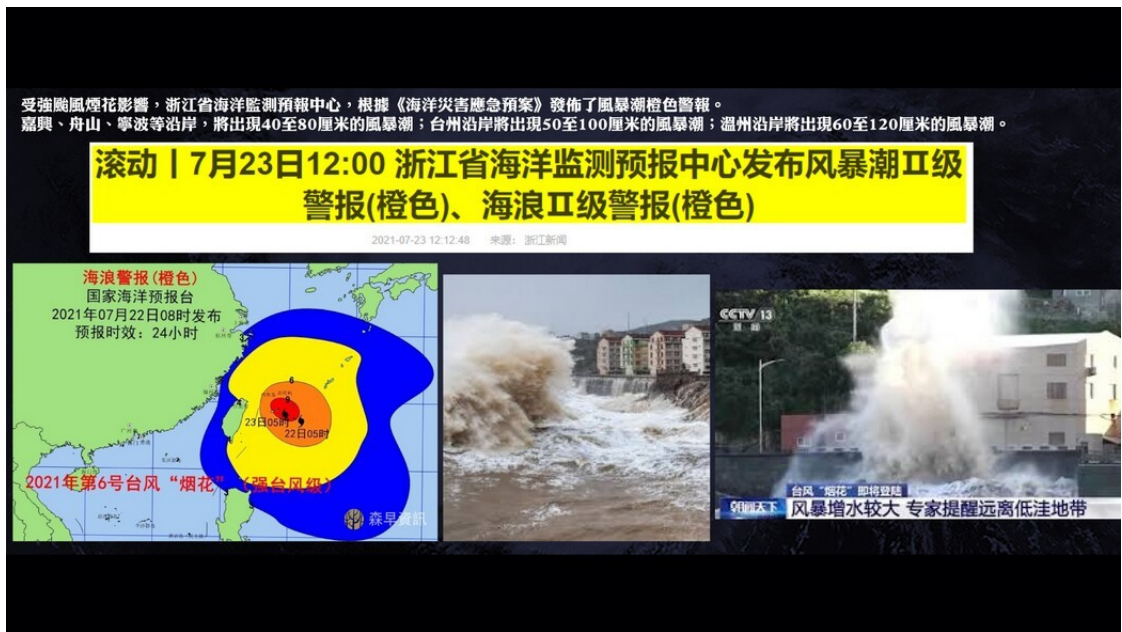 受強颱風煙花影響，浙江省海洋監測預報中心，根據《海洋災害應急預案》發佈了風暴潮橙色警報。
嘉興、舟山、寧波等沿岸，將出現40至80厘米的風暴潮；台州沿岸將出現50至100厘米的風暴潮；溫州沿岸將出現60至120厘米的風暴潮。
滚动丨7月23日12:00 浙江省海洋监测预报中心发布风暴潮Ⅱ级
警报(橙色)、海浪Ⅱ级警报(橙色)
2021-07-23 12:12:48 来源： 浙江新闻
海浪警报(橙色)
国家海洋预报台
2021年07月22日08时发布
预报时效：24小时
6
9
23日05时
22日05时
2021年第6号台风“烟花”（强台风级）
森早資訊
CCTV 13
新闻
台风“烟花”即将登陆
朝闻天下
风暴增水较大 专家提醒远离低洼地带